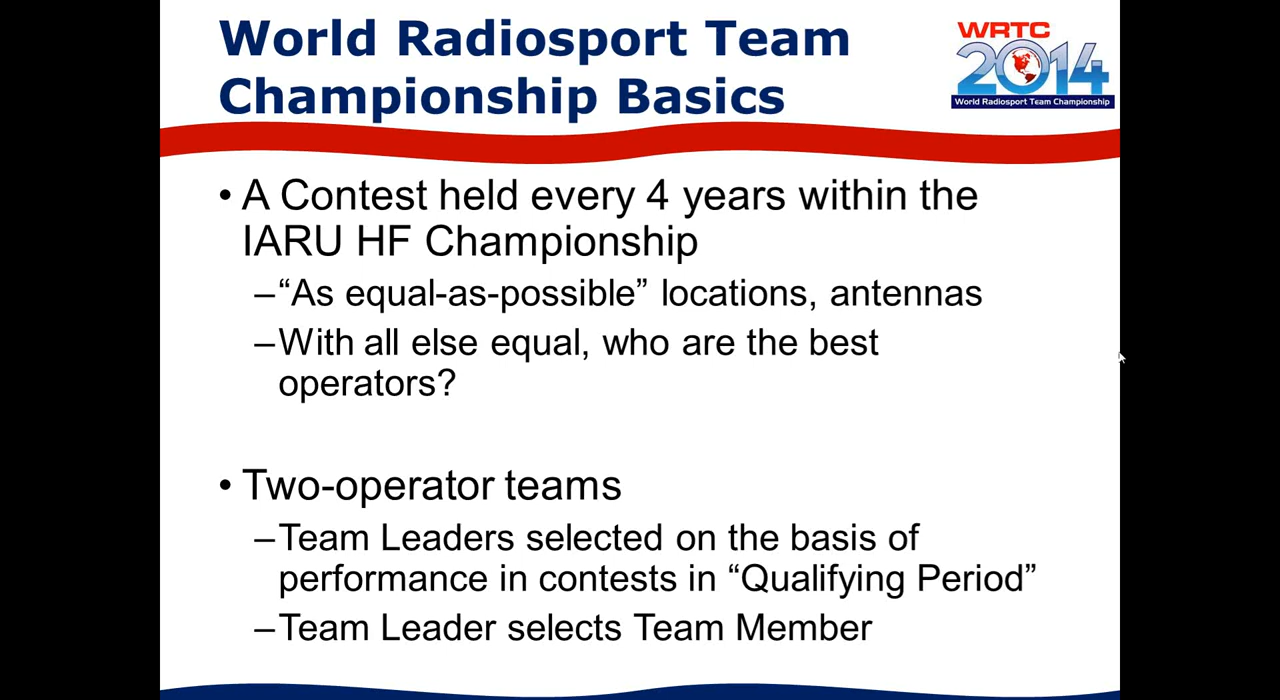 World Radiosport Team
Championship Basics
WRTC
2014
World Radiosport Team Championship
• A Contest held every 4 years within the
IARU HF Championship
–“As equal-as-possible” locations, antennas
–With all else equal, who are the best
operators?
• Two-operator teams
–Team Leaders selected on the basis of
performance in contests in “Qualifying Period”
–Team Leader selects Team Member